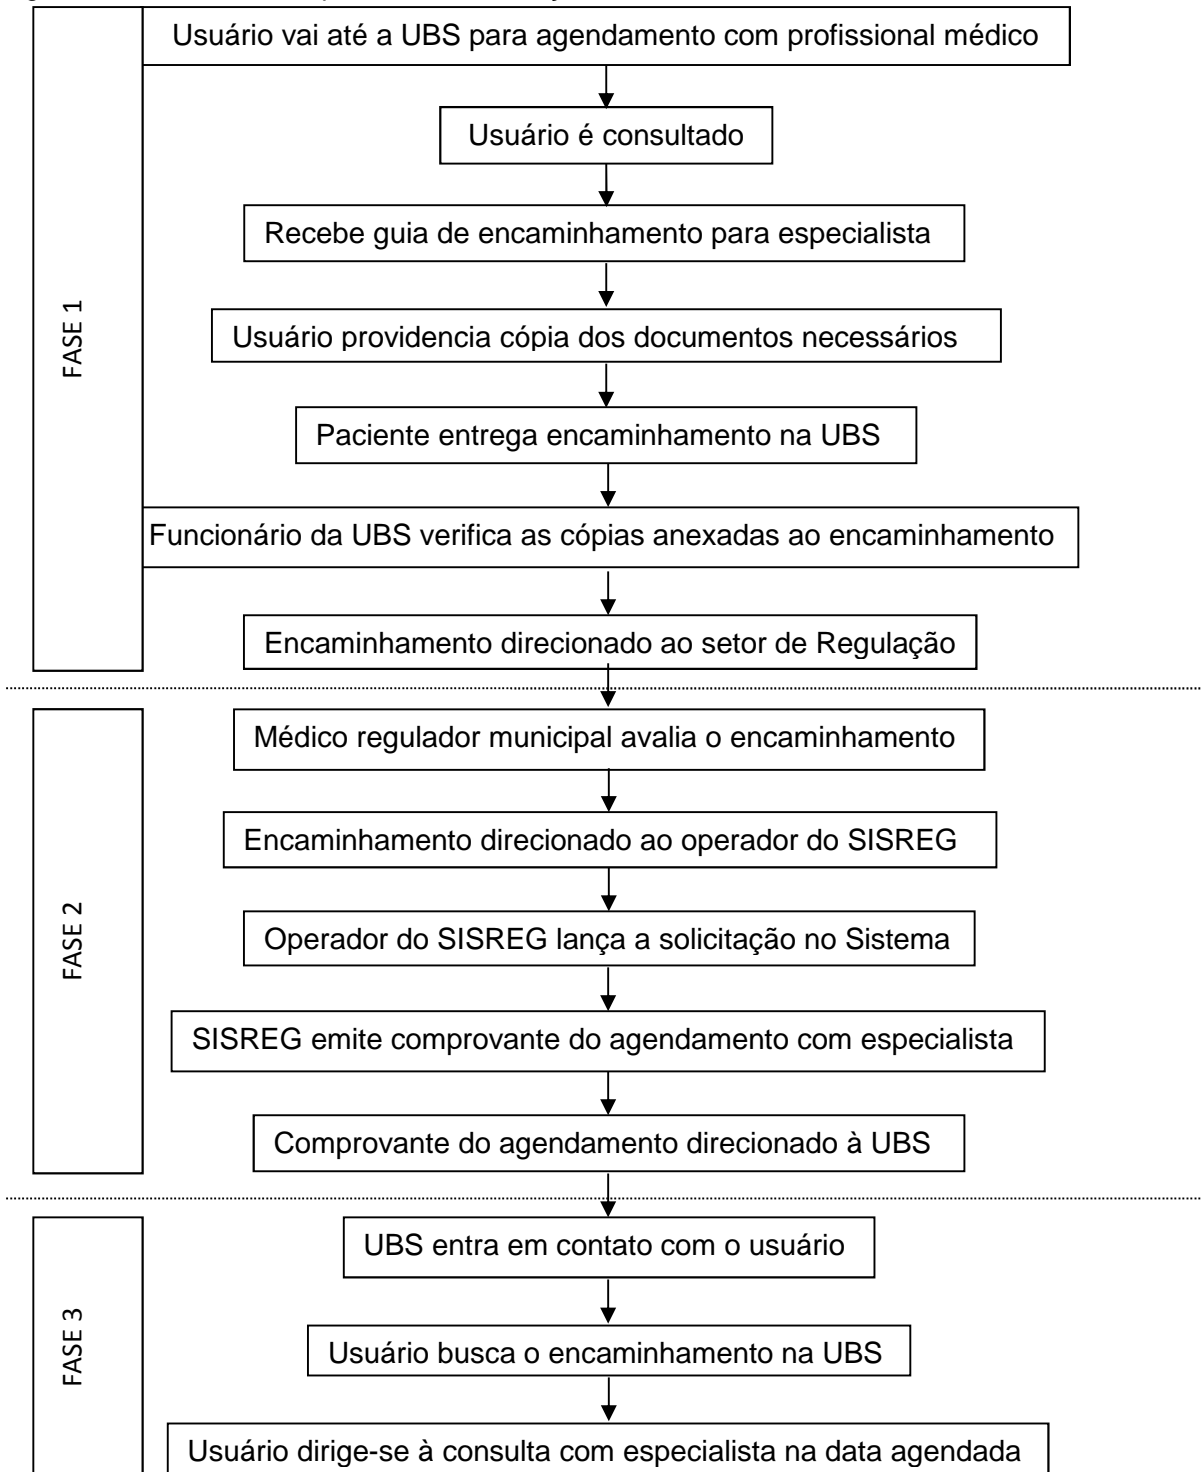 Usuário vai até a UBS para agendamento com profissional médico
Usuário é consultado
Recebe guia de encaminhamento para especialista
FASE 1
Usuário providencia cópia dos documentos necessários
Paciente entrega encaminhamento na UBS
Funcionário da UBS verifica as cópias anexadas ao encaminhamento
Encaminhamento direcionado ao setor de Regulação
Médico regulador municipal avalia o encaminhamento
Encaminhamento direcionado ao operador do SISREG
FASE 2
Operador do SISREG lança a solicitação no Sistema
SISREG emite comprovante do agendamento com especialista
Comprovante do agendamento direcionado à UBS
UBS entra em contato com o usuário
FASE 3
Usuário busca o encaminhamento na UBS
Usuário dirige-se à consulta com especialista na data agendada